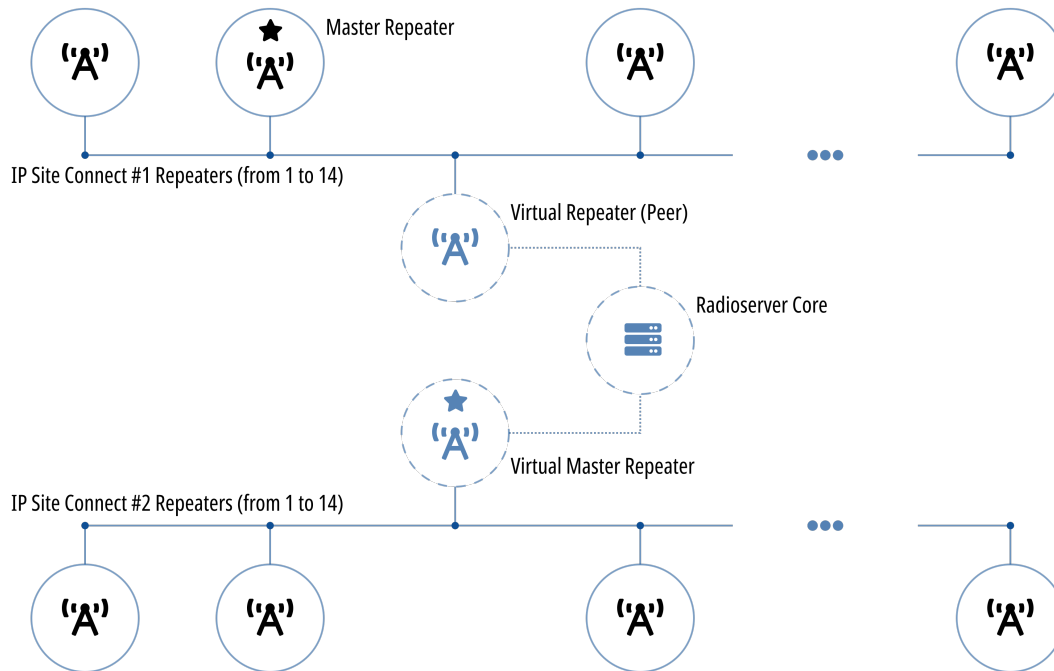 Master Repeater
IP Site Connect #1 Repeaters (from 1 to 14)
Virtual Repeater (Peer)
Radioserver Core
Virtual Master Repeater
IP Site Connect #2 Repeaters (from 1 to 14)